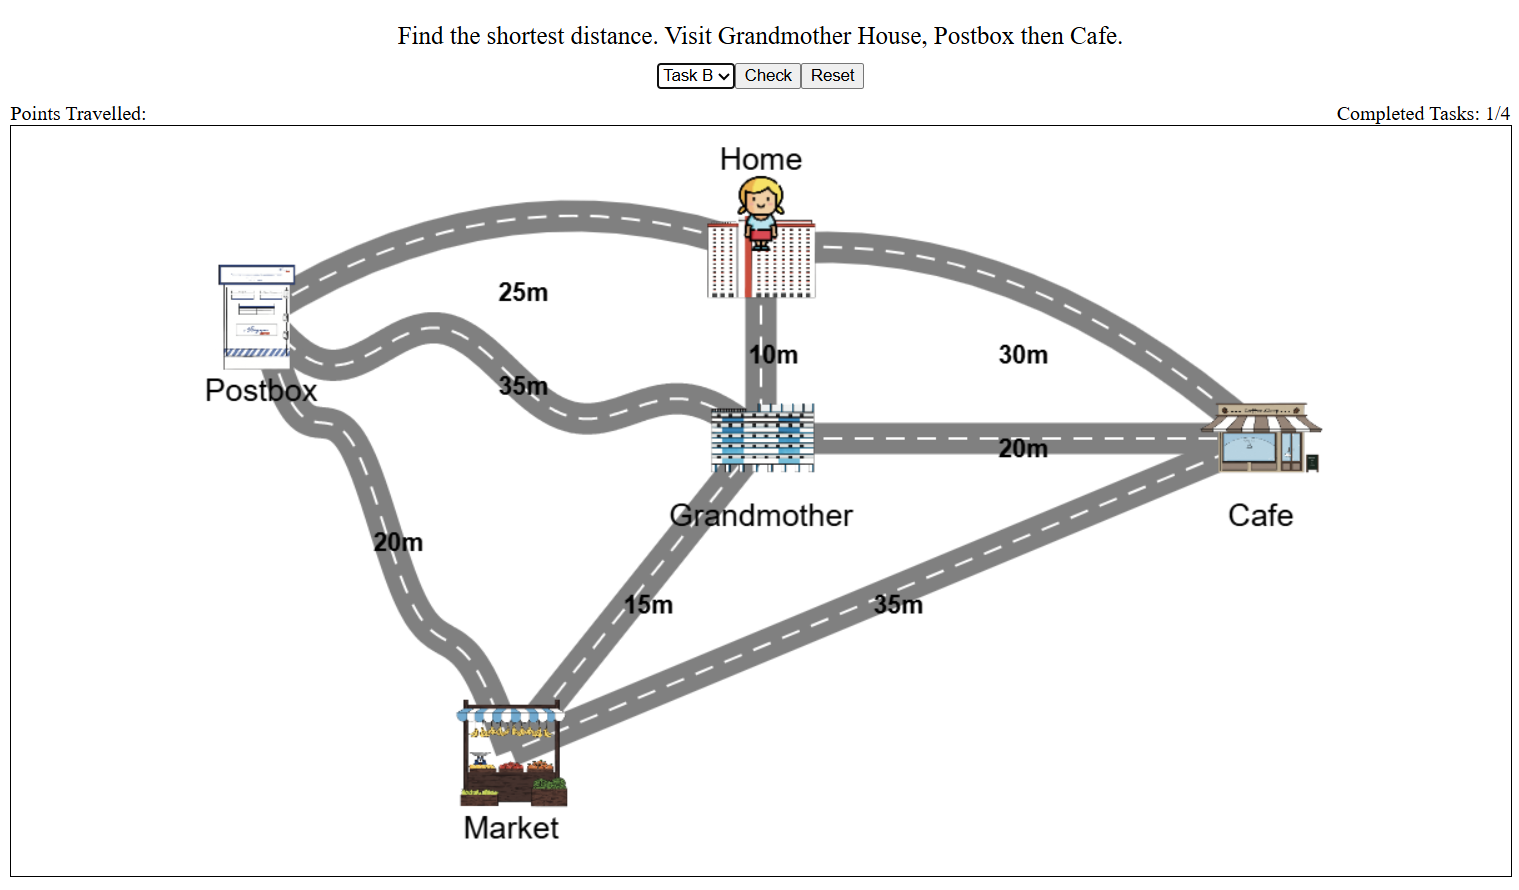 Find the shortest distance. Visit Grandmother House, Postbox then Cafe.
Task B Check Reset
Points Travelled: Completed Tasks: 1/4
Home
25m
10m 30m
35m
Postbox
20m
Grandmother Cafe
20m
15m 35m
Market